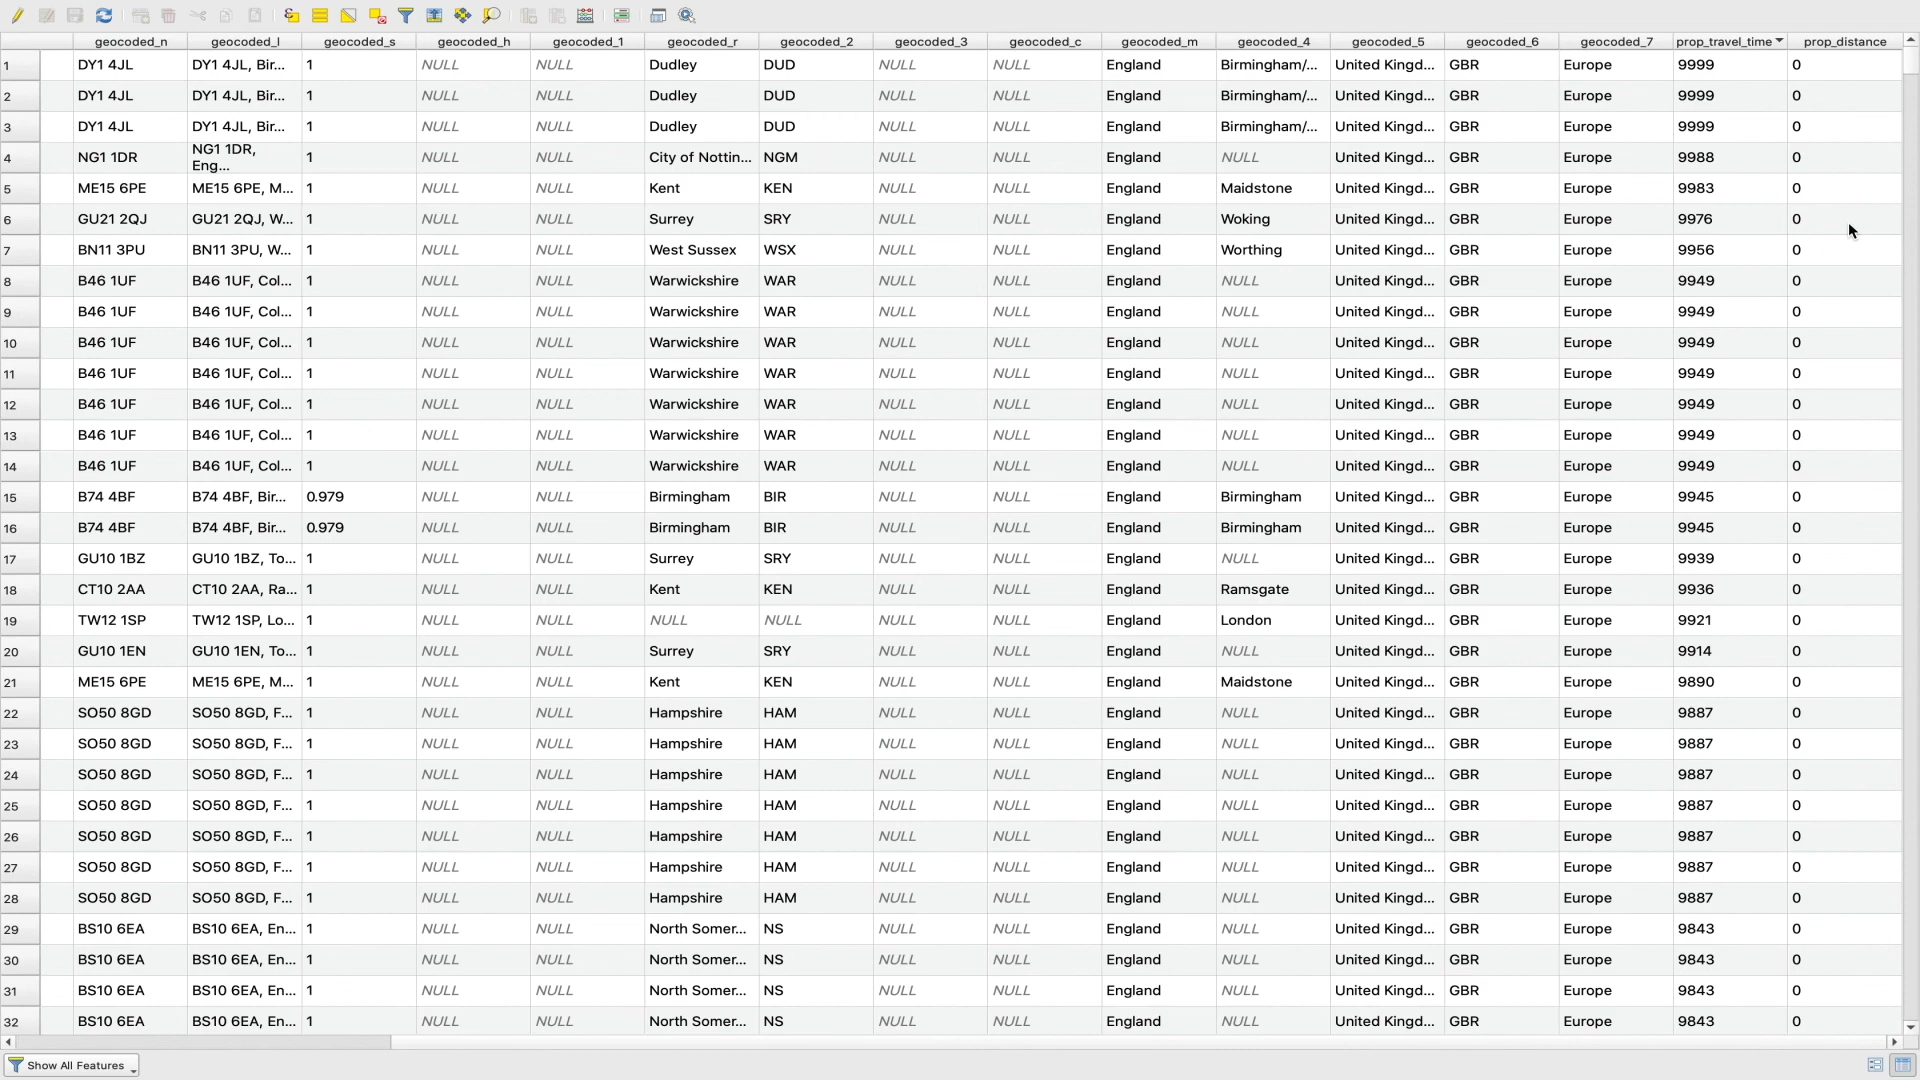 geocoded_n geocoded_l geocoded_s geocoded_h geocoded_1 geocoded_r geocoded_2 geocoded_3 geocoded_c geocoded_m geocoded_4 geocoded_5 geocoded_6 geocoded_7 prop_travel_time prop_distance
1 DY1 4JL DY1 4JL, Bir... 1 NULL NULL Dudley DUD NULL NULL England Birmingham/... United Kingd... GBR Europe 9999 0
2 DY1 4JL DY1 4JL, Bir... 1 NULL NULL Dudley DUD NULL NULL England Birmingham/... United Kingd... GBR Europe 9999 0
3 DY1 4JL DY1 4JL, Bir... 1 NULL NULL Dudley DUD NULL NULL England Birmingham/... United Kingd... GBR Europe 9999 0
4 NG1 1DR NG1 1DR, Eng... 1 NULL NULL City of Nottin... NGM NULL NULL England NULL United Kingd... GBR Europe 9988 0
5 ME15 6PE ME15 6PE, M... 1 NULL NULL Kent KEN NULL NULL England Maidstone United Kingd... GBR Europe 9983 0
6 GU21 2QJ GU21 2QJ, W... 1 NULL NULL Surrey SRY NULL NULL England Woking United Kingd... GBR Europe 9976 0
7 BN11 3PU BN11 3PU, W... 1 NULL NULL West Sussex WSX NULL NULL England Worthing United Kingd... GBR Europe 9956 0
8 B46 1UF B46 1UF, Col... 1 NULL NULL Warwickshire WAR NULL NULL England NULL United Kingd... GBR Europe 9949 0
9 B46 1UF B46 1UF, Col... 1 NULL NULL Warwickshire WAR NULL NULL England NULL United Kingd... GBR Europe 9949 0
10 B46 1UF B46 1UF, Col... 1 NULL NULL Warwickshire WAR NULL NULL England NULL United Kingd... GBR Europe 9949 0
11 B46 1UF B46 1UF, Col... 1 NULL NULL Warwickshire WAR NULL NULL England NULL United Kingd... GBR Europe 9949 0
12 B46 1UF B46 1UF, Col... 1 NULL NULL Warwickshire WAR NULL NULL England NULL United Kingd... GBR Europe 9949 0
13 B46 1UF B46 1UF, Col... 1 NULL NULL Warwickshire WAR NULL NULL England NULL United Kingd... GBR Europe 9949 0
14 B46 1UF B46 1UF, Col... 1 NULL NULL Warwickshire WAR NULL NULL England NULL United Kingd... GBR Europe 9949 0
15 B74 4BF B74 4BF, Bir... 0.979 NULL NULL Birmingham BIR NULL NULL England Birmingham United Kingd... GBR Europe 9945 0
16 B74 4BF B74 4BF, Bir... 0.979 NULL NULL Birmingham BIR NULL NULL England Birmingham United Kingd... GBR Europe 9945 0
17 GU10 1BZ GU10 1BZ, To... 1 NULL NULL Surrey SRY NULL NULL England NULL United Kingd... GBR Europe 9939 0
18 CT10 2AA CT10 2AA, Ra... 1 NULL NULL Kent KEN NULL NULL England Ramsgate United Kingd... GBR Europe 9936 0
19 TW12 1SP TW12 1SP, Lo... 1 NULL NULL NULL NULL NULL NULL England London United Kingd... GBR Europe 9921 0
20 GU10 1EN GU10 1EN, To... 1 NULL NULL Surrey SRY NULL NULL England NULL United Kingd... GBR Europe 9914 0
21 ME15 6PE ME15 6PE, M... 1 NULL NULL Kent KEN NULL NULL England Maidstone United Kingd... GBR Europe 9890 0
22 SO50 8GD SO50 8GD, F... 1 NULL NULL Hampshire HAM NULL NULL England NULL United Kingd... GBR Europe 9887 0
23 SO50 8GD SO50 8GD, F... 1 NULL NULL Hampshire HAM NULL NULL England NULL United Kingd... GBR Europe 9887 0
24 SO50 8GD SO50 8GD, F... 1 NULL NULL Hampshire HAM NULL NULL England NULL United Kingd... GBR Europe 9887 0
25 SO50 8GD SO50 8GD, F... 1 NULL NULL Hampshire HAM NULL NULL England NULL United Kingd... GBR Europe 9887 0
26 SO50 8GD SO50 8GD, F... 1 NULL NULL Hampshire HAM NULL NULL England NULL United Kingd... GBR Europe 9887 0
27 SO50 8GD SO50 8GD, F... 1 NULL NULL Hampshire HAM NULL NULL England NULL United Kingd... GBR Europe 9887 0
28 SO50 8GD SO50 8GD, F... 1 NULL NULL Hampshire HAM NULL NULL England NULL United Kingd... GBR Europe 9887 0
29 BS10 6EA BS10 6EA, En... 1 NULL NULL North Somer... NS NULL NULL England NULL United Kingd... GBR Europe 9843 0
30 BS10 6EA BS10 6EA, En... 1 NULL NULL North Somer... NS NULL NULL England NULL United Kingd... GBR Europe 9843 0
31 BS10 6EA BS10 6EA, En... 1 NULL NULL North Somer... NS NULL NULL England NULL United Kingd... GBR Europe 9843 0
32 BS10 6EA BS10 6EA, En... 1 NULL NULL North Somer... NS NULL NULL England NULL United Kingd... GBR Europe 9843 0
Show All Features